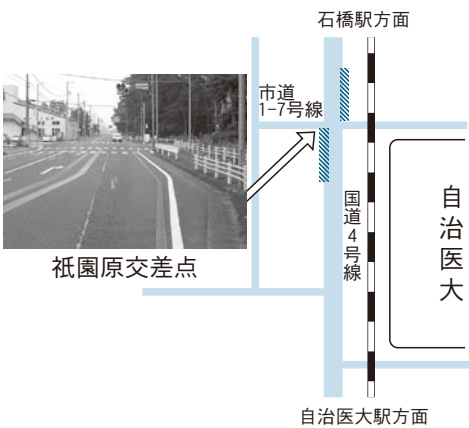 石橋駅方面
市道
1-7号線
祇園原交差点
国道4号線
自治医大
自治医大駅方面